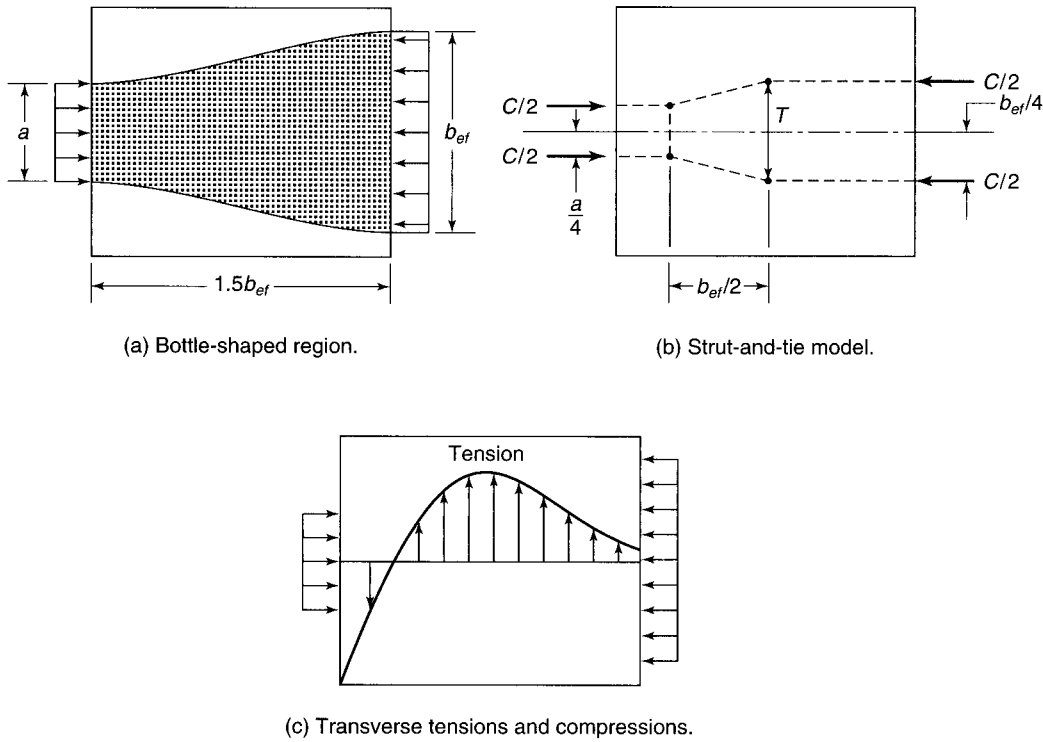 a
b_ef
1.5b_ef
(a) Bottle-shaped region.
C/2
C/2
a/4
T
C/2
b_ef/4
C/2
b_ef/2
(b) Strut-and-tie model.
Tension
(c) Transverse tensions and compressions.